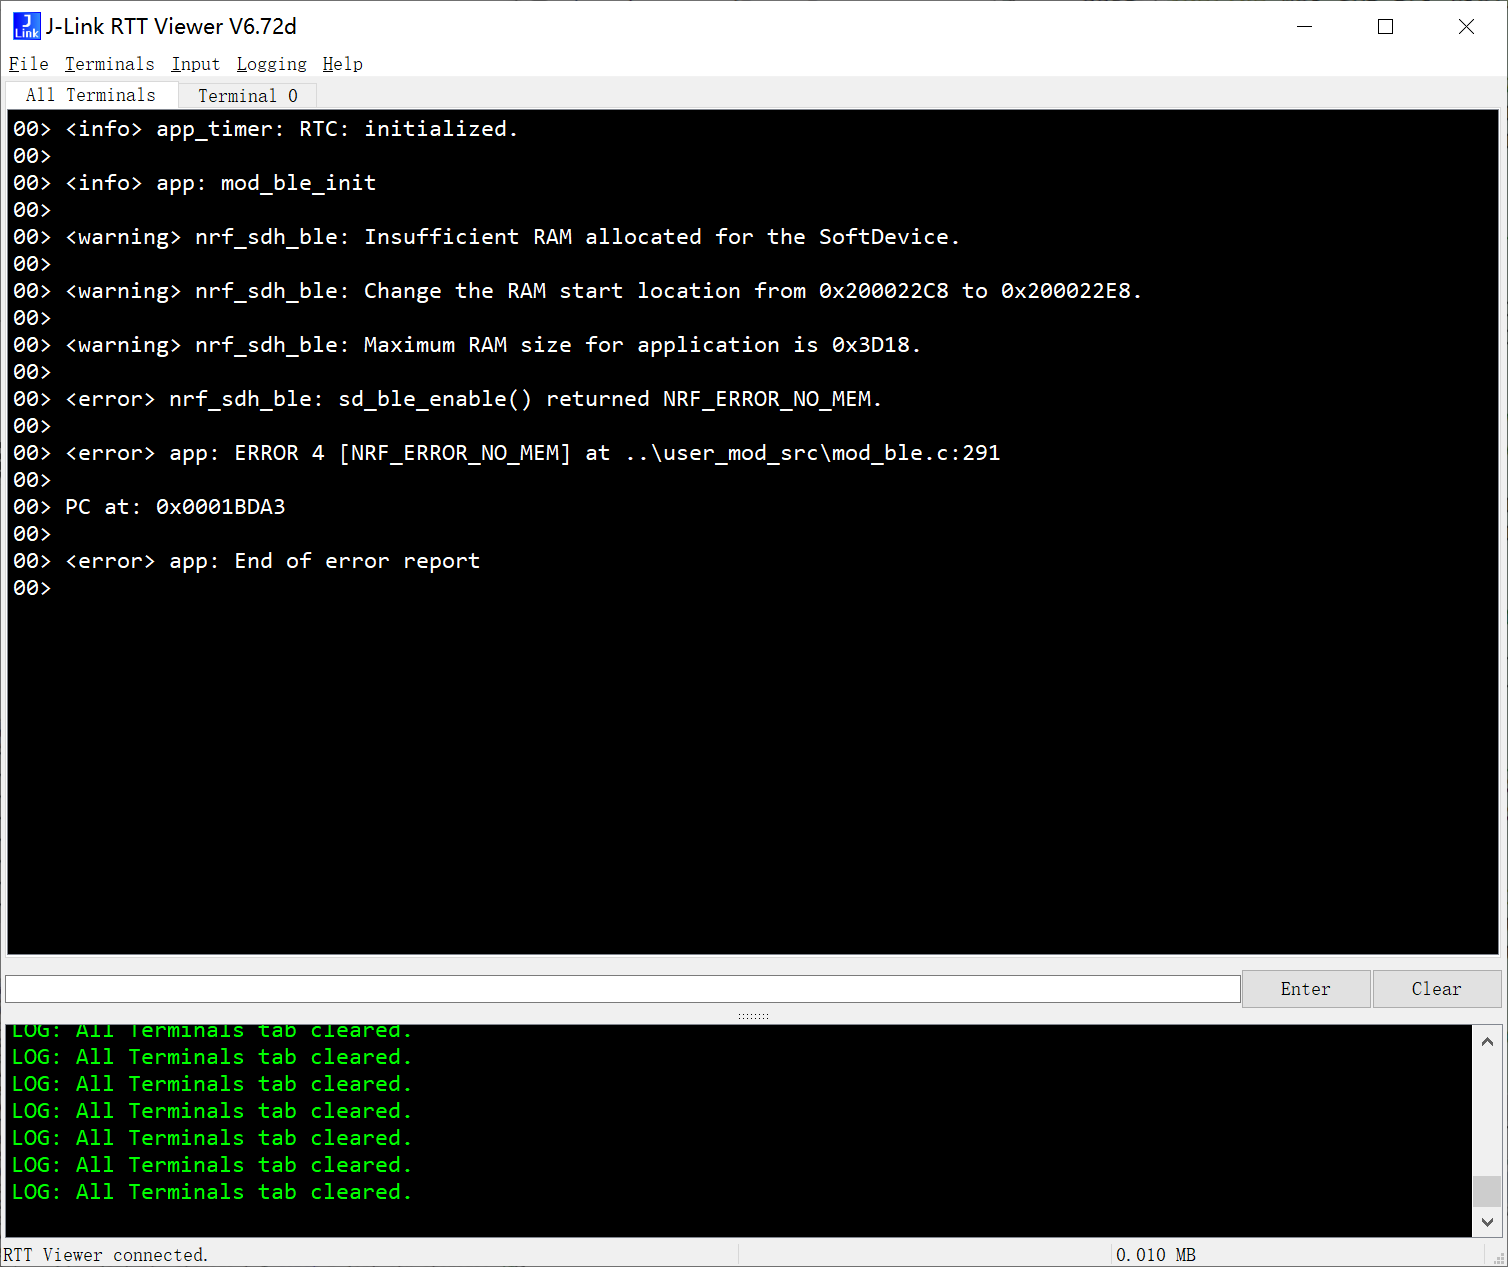 J-Link RTT Viewer V6.72d
File Terminals Input Logging Help
All Terminals Terminal 0
00> <info> app_timer: RTC: initialized.
00>
00> <info> app: mod_ble_init
00>
00> <warning> nrf_sdh_ble: Insufficient RAM allocated for the SoftDevice.
00>
00> <warning> nrf_sdh_ble: Change the RAM start location from 0x200022C8 to 0x200022E8.
00>
00> <warning> nrf_sdh_ble: Maximum RAM size for application is 0x3D18.
00>
00> <error> nrf_sdh_ble: sd_ble_enable() returned NRF_ERROR_NO_MEM.
00>
00> <error> app: ERROR 4 [NRF_ERROR_NO_MEM] at ..\user_mod_src\mod_ble.c:291
00>
00> PC at: 0x0001BDA3
00>
00> <error> app: End of error report
00>
Enter Clear
LOG: All Terminals tab cleared.
LOG: All Terminals tab cleared.
LOG: All Terminals tab cleared.
LOG: All Terminals tab cleared.
LOG: All Terminals tab cleared.
LOG: All Terminals tab cleared.
LOG: All Terminals tab cleared.
RTT Viewer connected. 0.010 MB